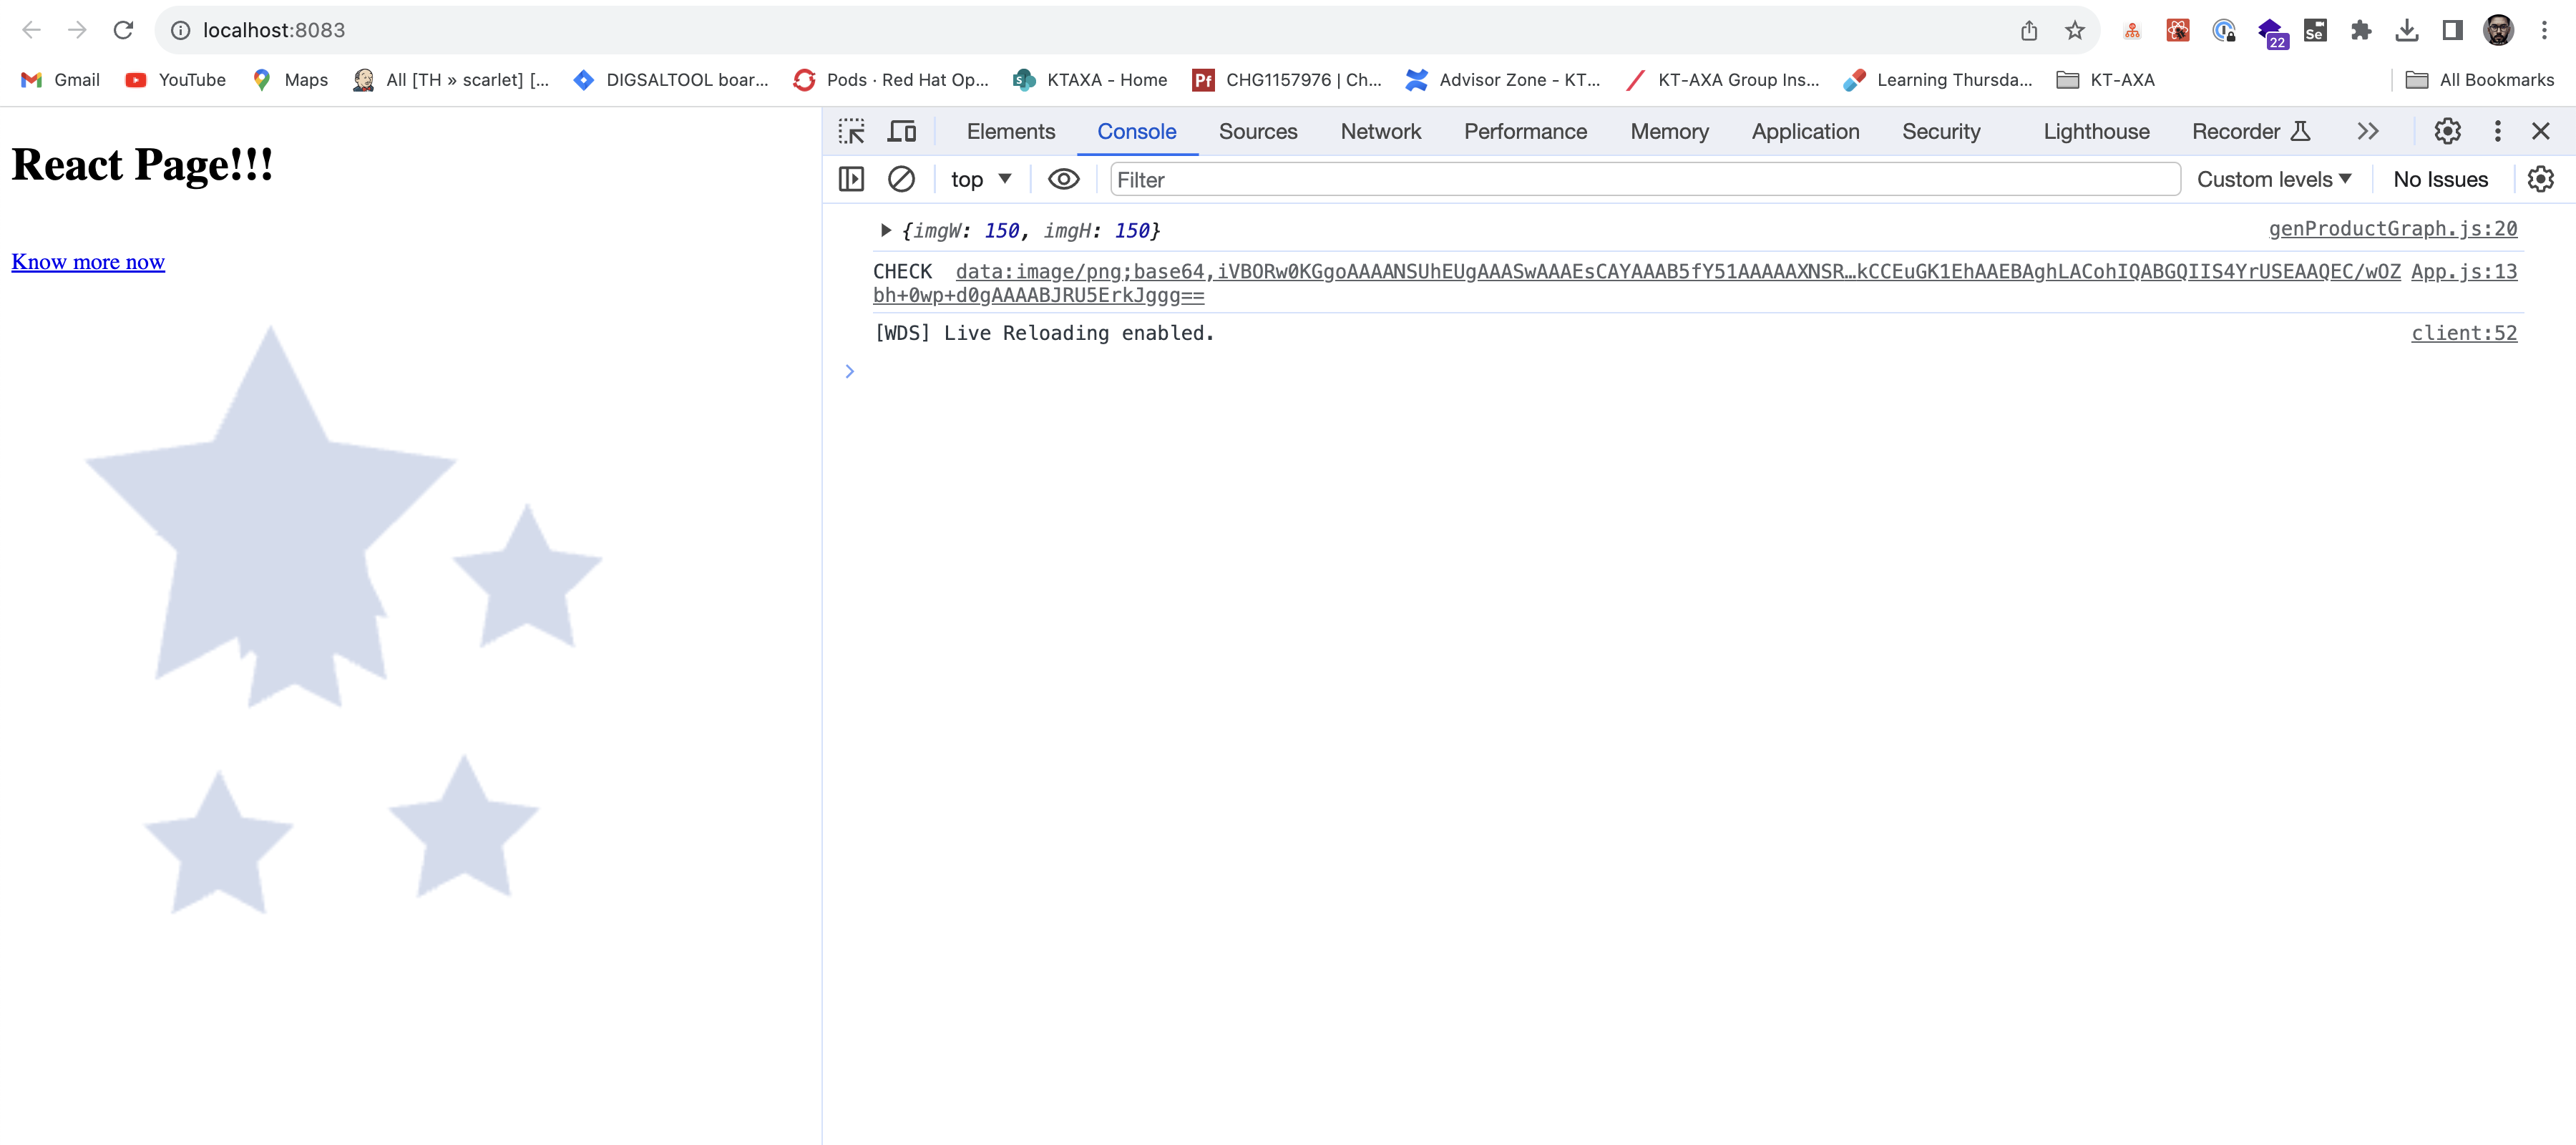 localhost:8083
22
Se
Gmail YouTube Maps All [TH » scarlet] [... DIGSALTOOL boar... Pods · Red Hat Op... KTAXA - Home CHG1157976 | Ch... Advisor Zone - KT... KT-AXA Group Ins... Learning Thursda... KT-AXA All Bookmarks
Pf
React Page!!!
Know more now
Elements Console Sources Network Performance Memory Application Security Lighthouse Recorder
top Filter Custom levels No Issues
{imgW: 150, imgH: 150} genProductGraph.js:20
CHECK data:image/png;base64,iVBORw0KGgoAAAANSUhEUgAAASwAAAEsCAYAAAB5fY51AAAAAXNSR…kCCEuGK1EhAAEBAghLACohIQABGQIIS4YrUSEAAQEC/wOZ App.js:13
bh+0wp+d0gAAAABJRU5ErkJggg==
[WDS] Live Reloading enabled. client:52